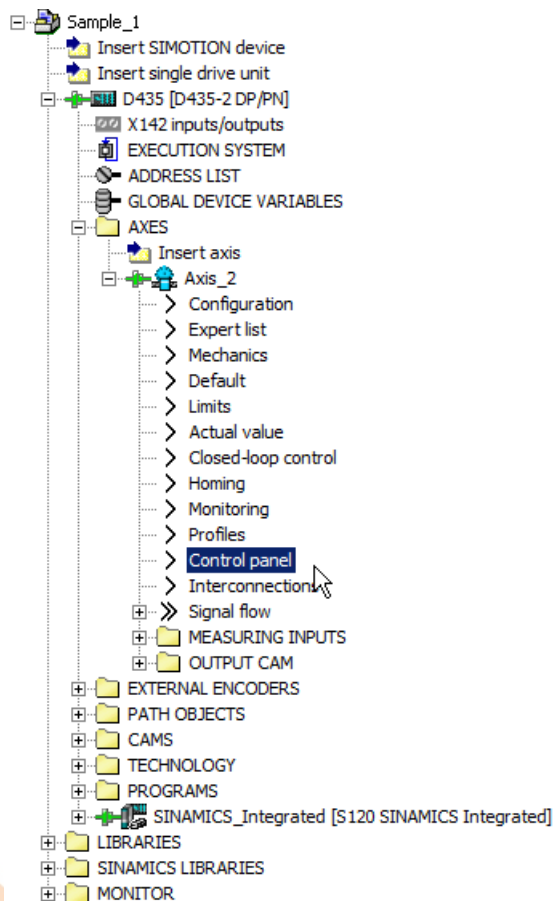 Sample_1
Insert SIMOTION device
Insert single drive unit
D435 [D435-2 DP/PN]
X142 inputs/outputs
EXECUTION SYSTEM
ADDRESS LIST
GLOBAL DEVICE VARIABLES
AXES
Insert axis
Axis_2
Configuration
Expert list
Mechanics
Default
Limits
Actual value
Closed-loop control
Homing
Monitoring
Profiles
Control panel
Interconnections
Signal flow
MEASURING INPUTS
OUTPUT CAM
EXTERNAL ENCODERS
PATH OBJECTS
CAMS
TECHNOLOGY
PROGRAMS
SINAMICS_Integrated [S120 SINAMICS Integrated]
LIBRARIES
SINAMICS LIBRARIES
MONITOR